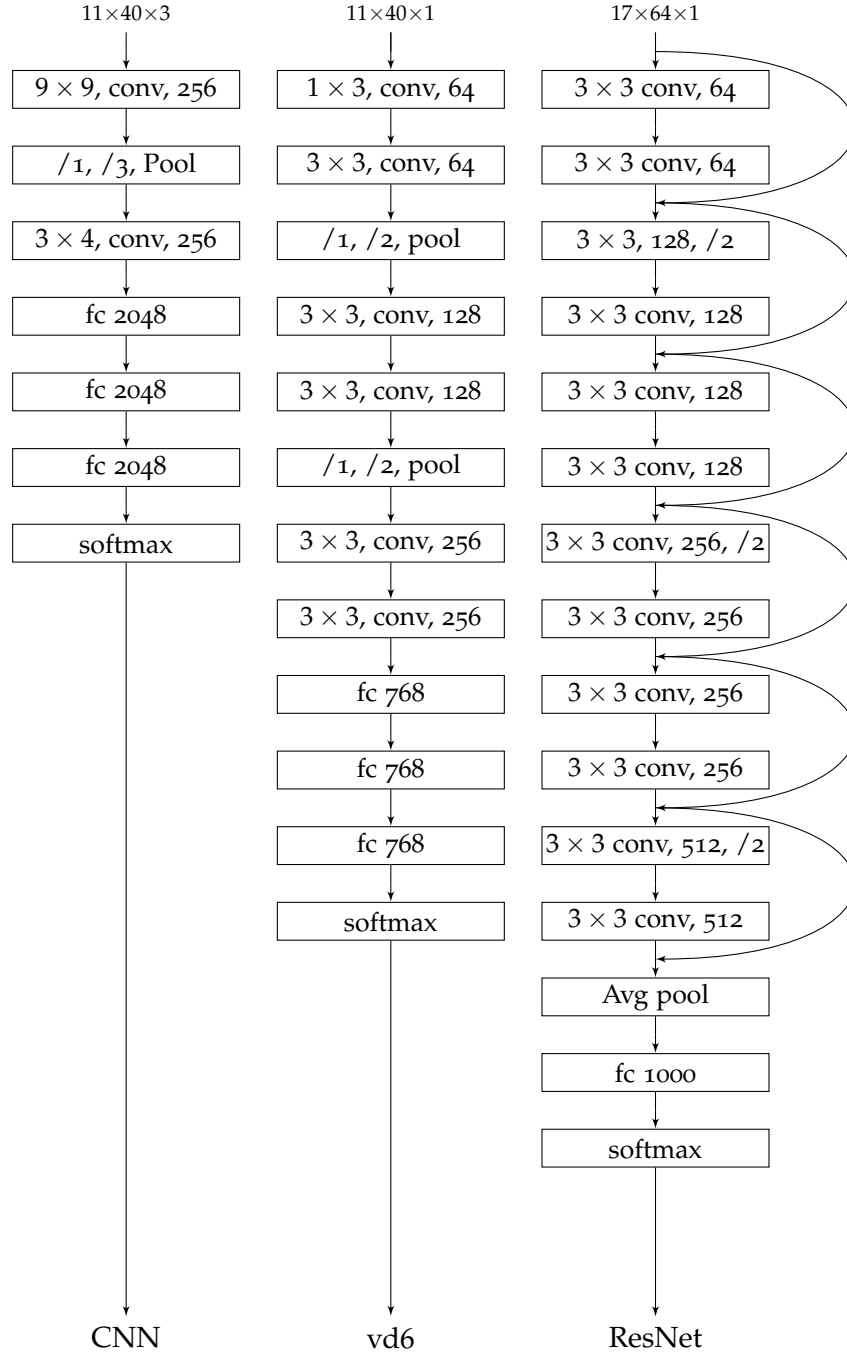 11×40×3
9 × 9, conv, 256
/1, /3, Pool
3 × 4, conv, 256
fc 2048
fc 2048
fc 2048
softmax
CNN
11×40×1
1 × 3, conv, 64
3 × 3, conv, 64
/1, /2, pool
3 × 3, conv, 128
3 × 3, conv, 128
/1, /2, pool
3 × 3, conv, 256
3 × 3, conv, 256
fc 768
fc 768
fc 768
softmax
vd6
17×64×1
3 × 3 conv, 64
3 × 3 conv, 64
3 × 3, 128, /2
3 × 3 conv, 128
3 × 3 conv, 128
3 × 3 conv, 128
3 × 3 conv, 256, /2
3 × 3 conv, 256
3 × 3 conv, 256
3 × 3 conv, 256
3 × 3 conv, 512, /2
3 × 3 conv, 512
Avg pool
fc 1000
softmax
ResNet